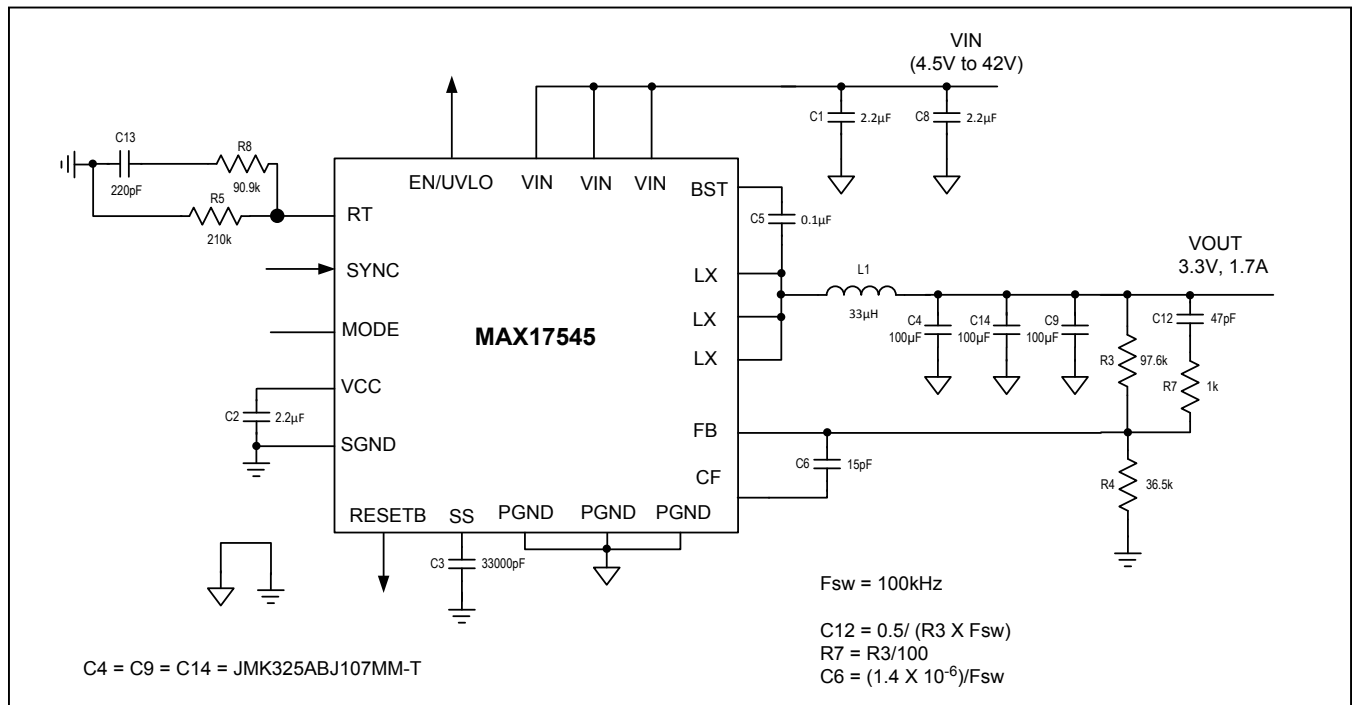 VIN
(4.5V to 42V)
C1
2.2µF
C8
2.2µF
C13
220pF
R8
90.9k
R5
210k
EN/UVLO
VIN
VIN
VIN
BST
C5
0.1µF
RT
SYNC
MODE
VCC
SGND
C2
2.2µF
MAX17545
LX
LX
LX
L1
33µH
VOUT
3.3V, 1.7A
C4
100µF
C14
100µF
C9
100µF
C12
47pF
R3
97.6k
R7
1k
FB
CF
C6
15pF
R4
36.5k
RESETB
SS
PGND
PGND
PGND
C3
33000pF
Fsw = 100kHz
C12 = 0.5/ (R3 X Fsw)
R7 = R3/100
C6 = (1.4 X 10⁻⁶)/Fsw
C4 = C9 = C14 = JMK325ABJ107MM-T